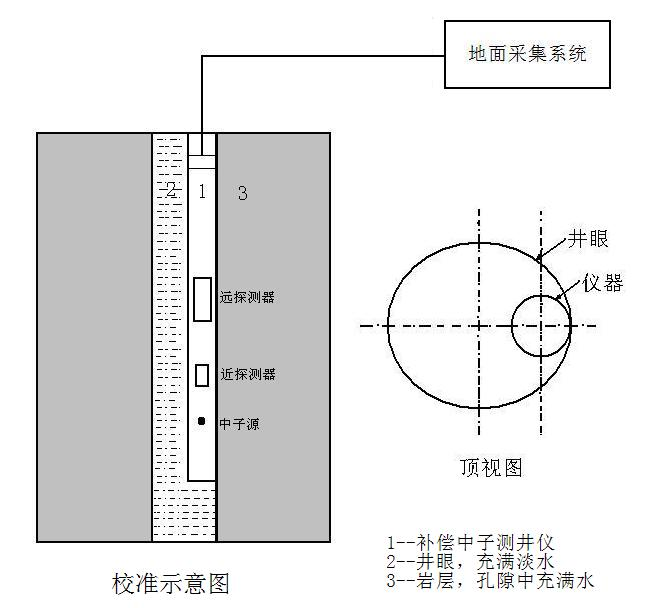 地面采集系统
2 1 3
井眼
仪器
远探测器
近探测器
中子源
顶视图
1--补偿中子测井仪
2--井眼，充满淡水
3--岩层，孔隙中充满水
校准示意图